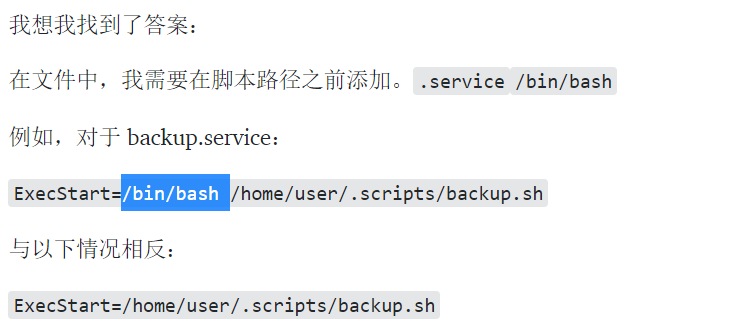 我想我找到了答案：
在文件中，我需要在脚本路径之前添加。.service /bin/bash
例如，对于 backup.service：
ExecStart=/bin/bash /home/user/.scripts/backup.sh
与以下情况相反：
ExecStart=/home/user/.scripts/backup.sh